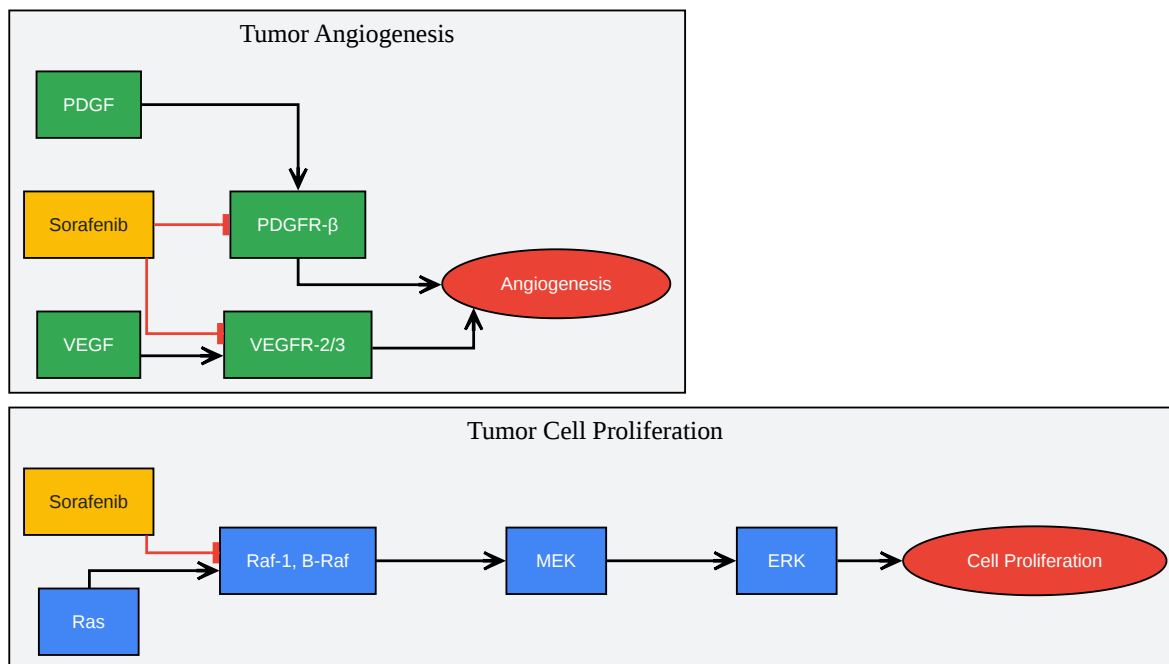 Tumor Angiogenesis
PDGF
Sorafenib
PDGFR-β
Angiogenesis
VEGF
VEGFR-2/3
Tumor Cell Proliferation
Sorafenib
Raf-1, B-Raf
MEK
ERK
Cell Proliferation
Ras